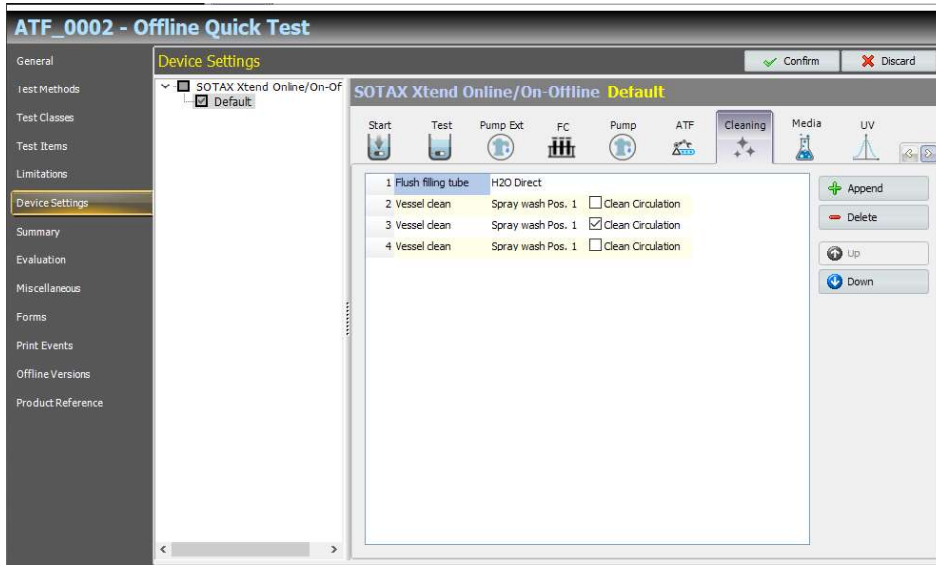 ATF_0002 - Offline Quick Test
General
Test Methods
Test Classes
Test Items
Limitations
Device Settings
Summary
Evaluation
Miscellaneous
Forms
Print Events
Offline Versions
Product Reference
Device Settings
Confirm
Discard
SOTAX Xtend Online/On-Of
Default
SOTAX Xtend Online/On-Offline Default
Start
Test
Pump Ext
FC
Pump
ATF
Cleaning
Media
UV
1 Flush filling tube H2O Direct
2 Vessel clean Spray wash Pos. 1 Clean Circulation
3 Vessel clean Spray wash Pos. 1 Clean Circulation
4 Vessel clean Spray wash Pos. 1 Clean Circulation
Append
Delete
Up
Down